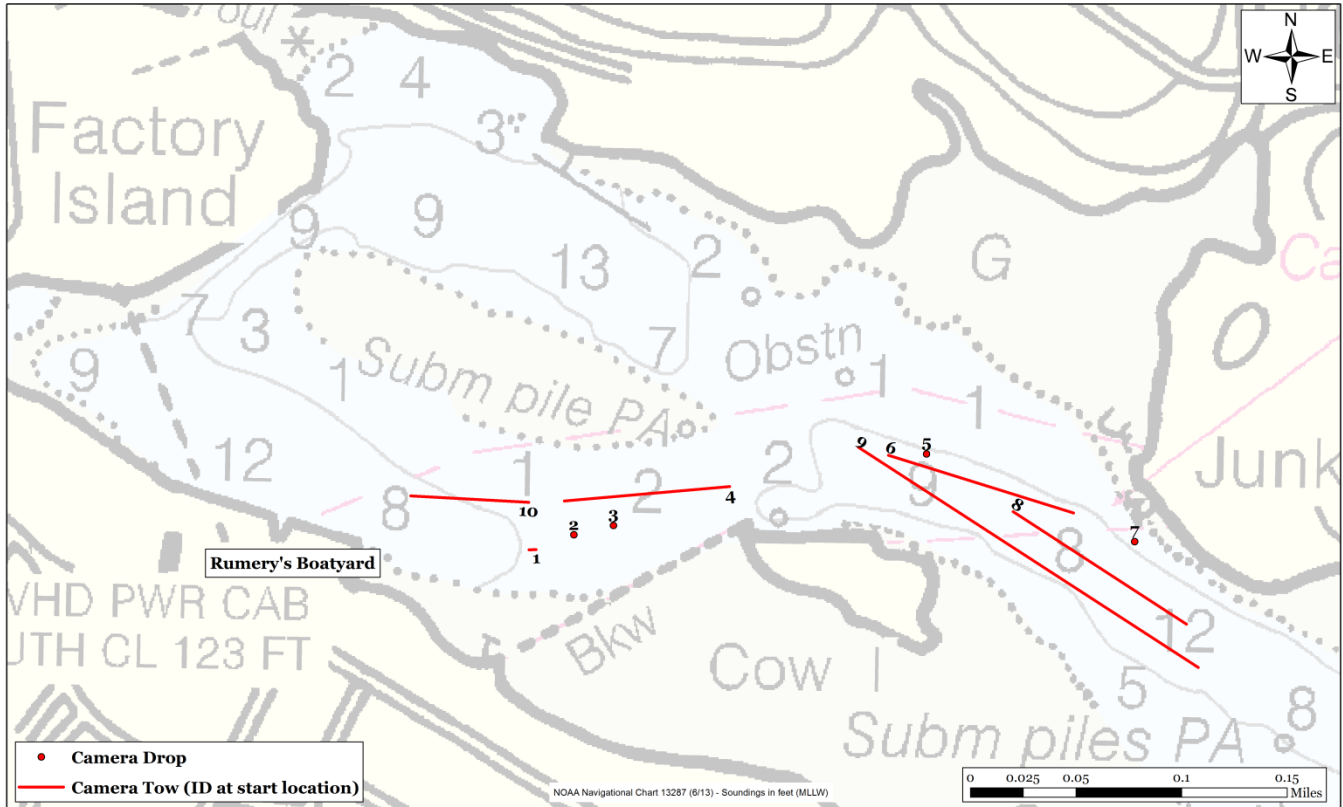 Foul
N
W E
S
2
4
3
Factory
Island
9
9
13
2
G
Ca
7
3
7
Obstn
9
1
Subm pile PA
1
1
12
1
2
2
9
6
5
9
Junk
8
10
4
8
2
3
8
7
1
Rumery's Boatyard
VHD PWR CAB
UTH CL 123 FT
Bkw
Cow I
12
5
8
Subm piles PA
Camera Drop
Camera Tow (ID at start location)
NOAA Navigational Chart 13287 (6/13) - Soundings in feet (MLLW)
0 0.025 0.05 0.1 0.15
Miles